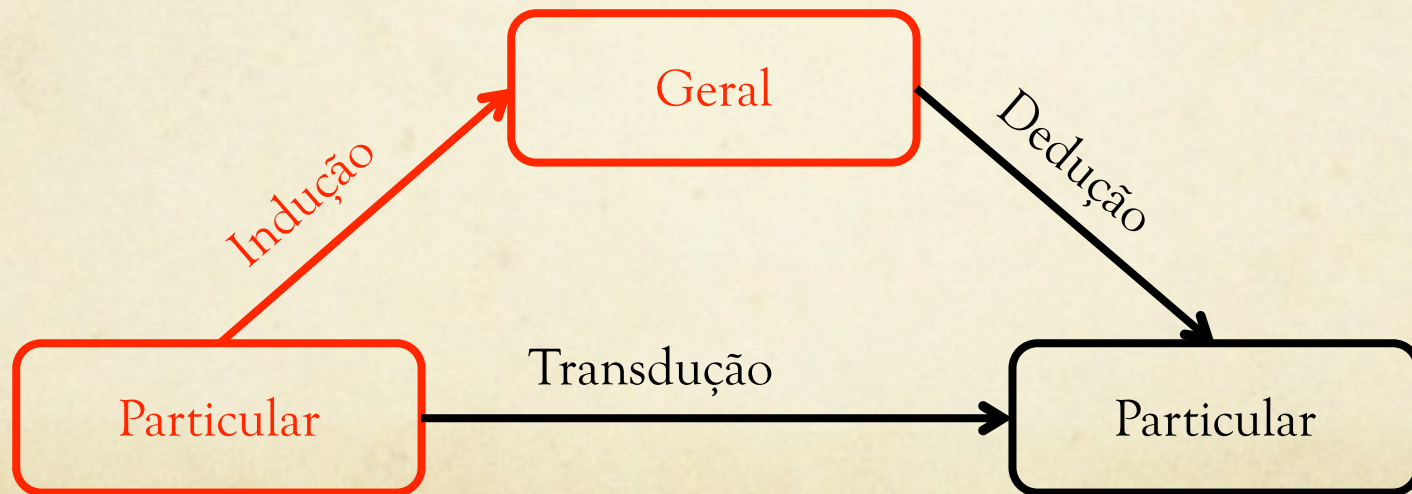 Geral
Indução
Dedução
Transdução
Particular
Particular